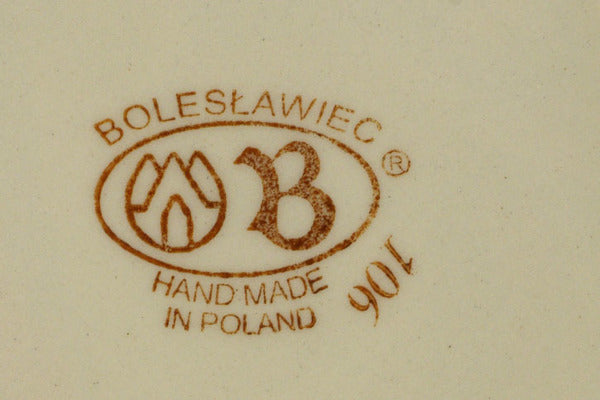 BOLESŁAWIEC
B ®
HAND MADE
IN POLAND
106